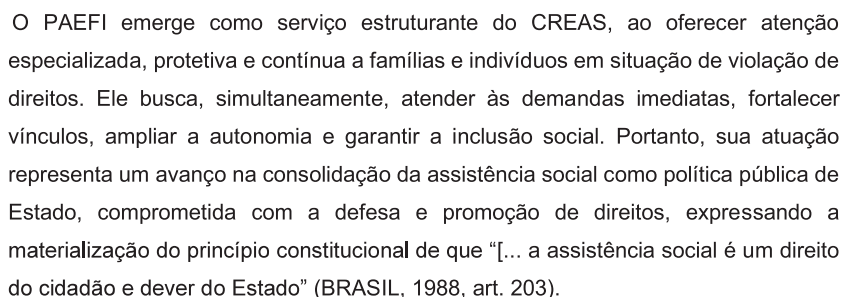 O PAEFI emerge como serviço estruturante do CREAS, ao oferecer atenção
especializada, protetiva e contínua a famílias e indivíduos em situação de violação de
direitos. Ele busca, simultaneamente, atender às demandas imediatas, fortalecer
vínculos, ampliar a autonomia e garantir a inclusão social. Portanto, sua atuação
representa um avanço na consolidação da assistência social como política pública de
Estado, comprometida com a defesa e promoção de direitos, expressando a
materialização do princípio constitucional de que “[... a assistência social é um direito
do cidadão e dever do Estado” (BRASIL, 1988, art. 203).